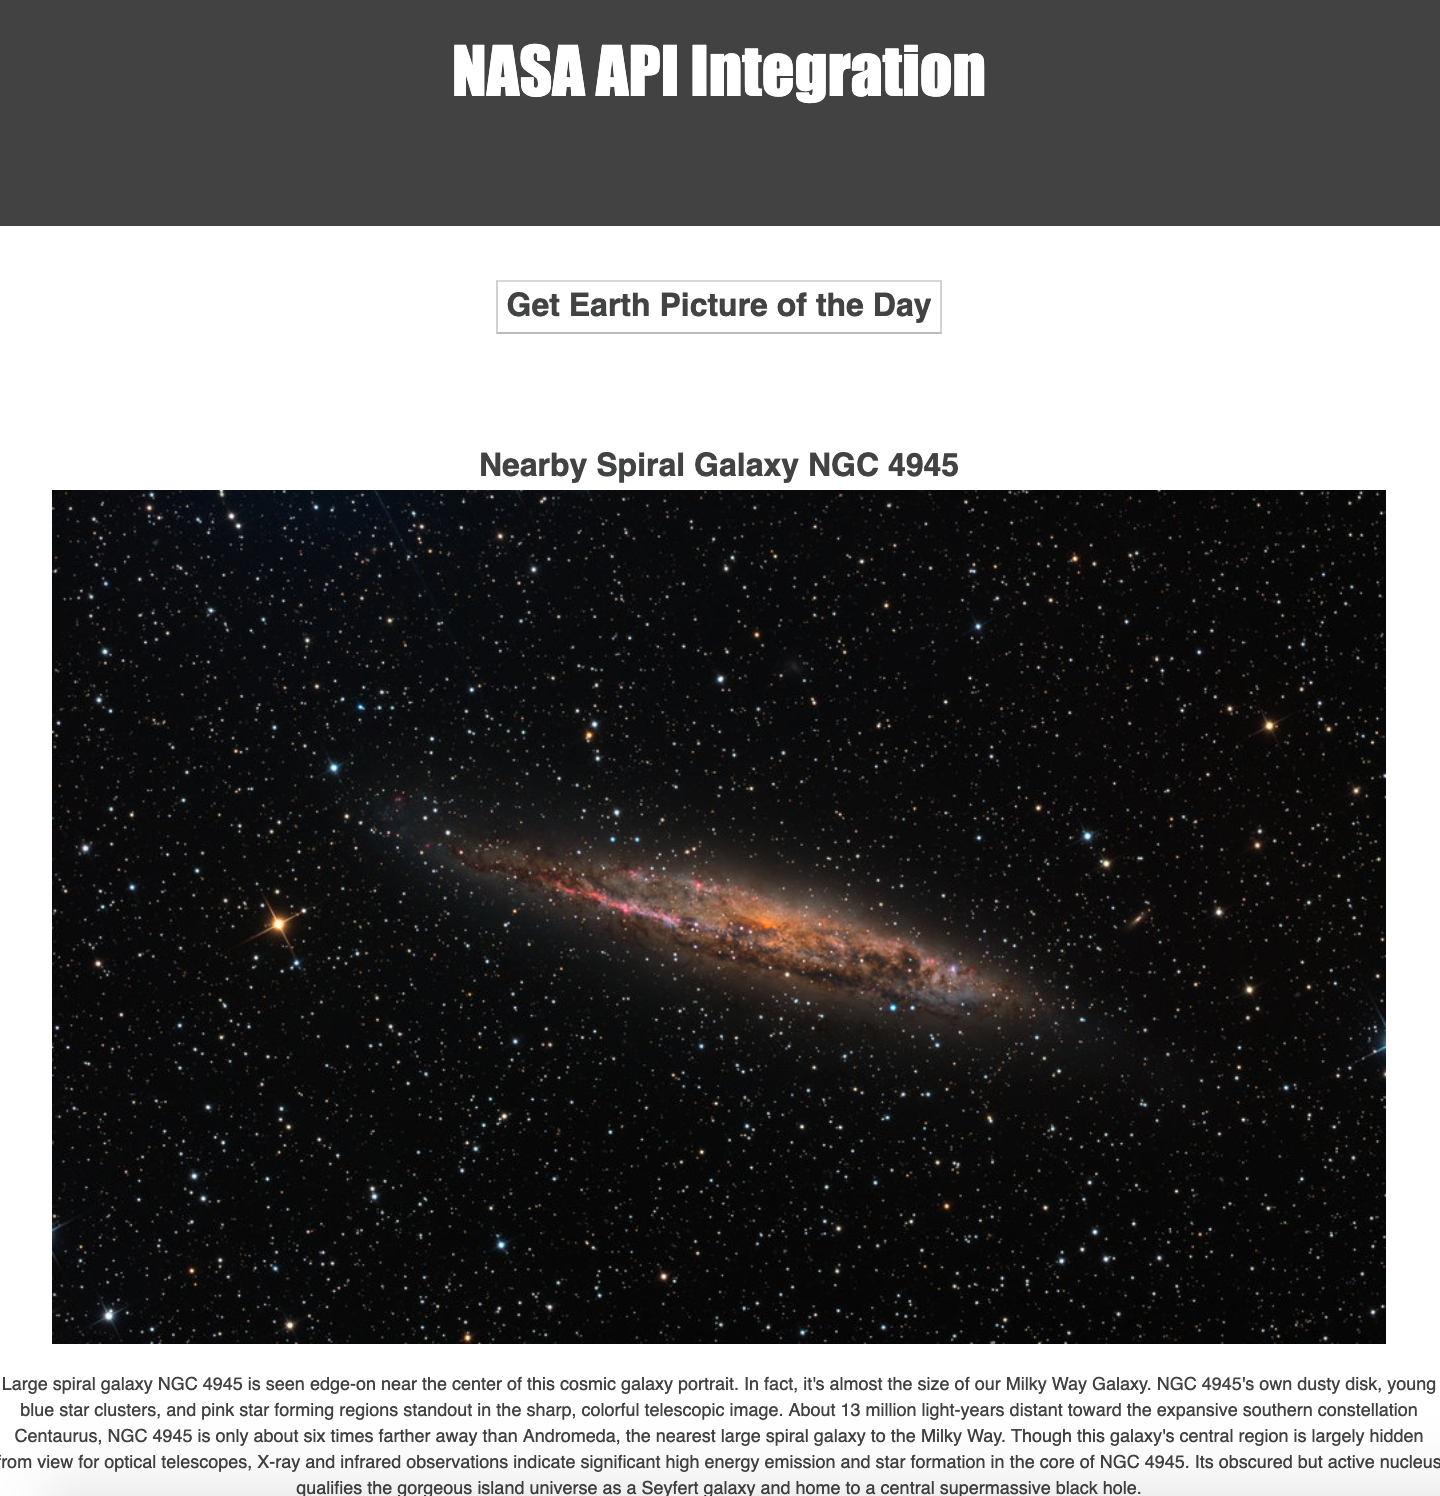 NASA API Integration
Get Earth Picture of the Day
Nearby Spiral Galaxy NGC 4945
Large spiral galaxy NGC 4945 is seen edge-on near the center of this cosmic galaxy portrait. In fact, it's almost the size of our Milky Way Galaxy. NGC 4945's own dusty disk, young
blue star clusters, and pink star forming regions standout in the sharp, colorful telescopic image. About 13 million light-years distant toward the expansive southern constellation
Centaurus, NGC 4945 is only about six times farther away than Andromeda, the nearest large spiral galaxy to the Milky Way. Though this galaxy's central region is largely hidden
from view for optical telescopes, X-ray and infrared observations indicate significant high energy emission and star formation in the core of NGC 4945. Its obscured but active nucleus
qualifies the gorgeous island universe as a Seyfert galaxy and home to a central supermassive black hole.